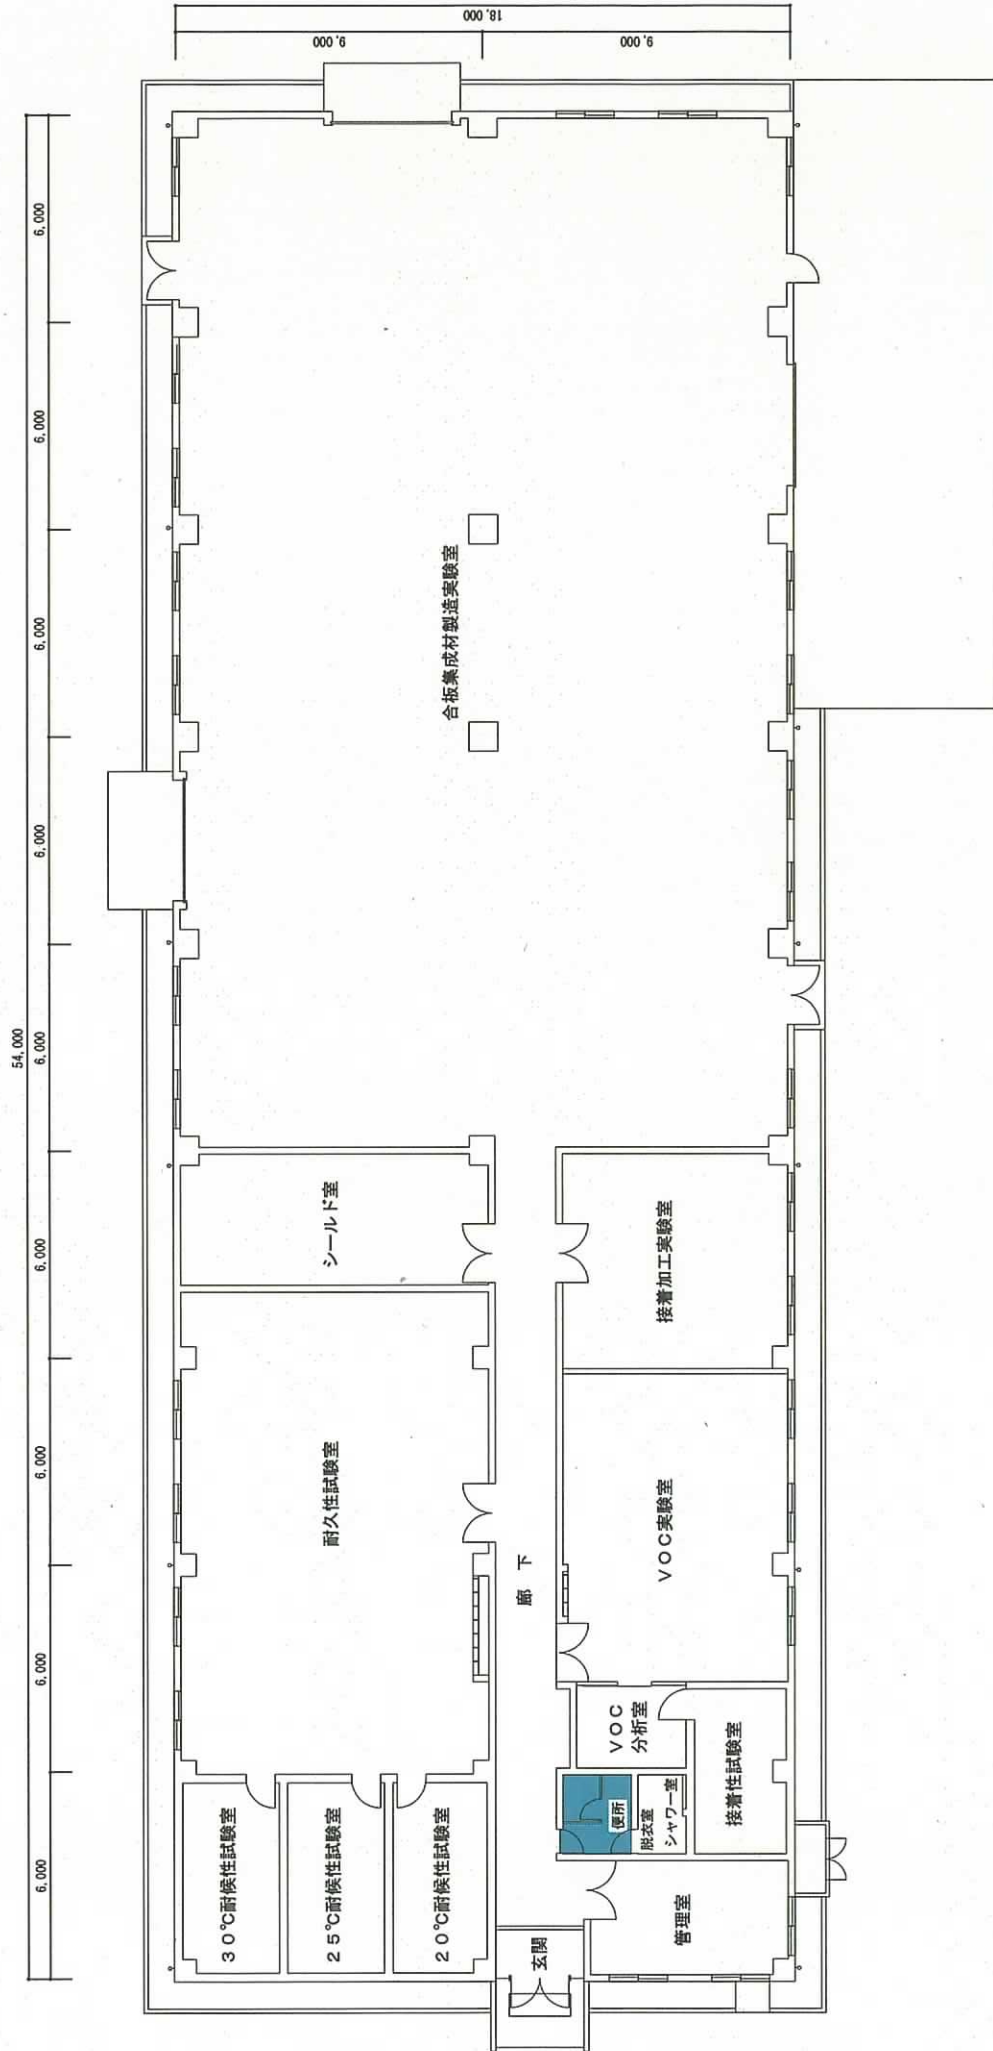 18,000
9,000
9,000
54,000
6,000
6,000
6,000
6,000
6,000
6,000
6,000
6,000
6,000
合板集成材製造実験室
シールド室
接着加工実験室
耐久性試験室
VOC実験室
廊 下
VOC
分析室
接着性試験室
便所
脱衣室
シャワー室
30℃耐候性試験室
25℃耐候性試験室
20℃耐候性試験室
管理室
玄関